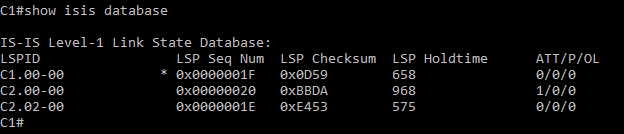 C1#show isis database
IS-IS Level-1 Link State Database:
LSPID                 LSP Seq Num  LSP Checksum  LSP Holdtime      ATT/P/OL
C1.00-00            * 0x0000001F   0x0D59        658               0/0/0
C2.00-00              0x00000020   0xBBDA        968               1/0/0
C2.02-00              0x0000001E   0xE453        575               0/0/0
C1#